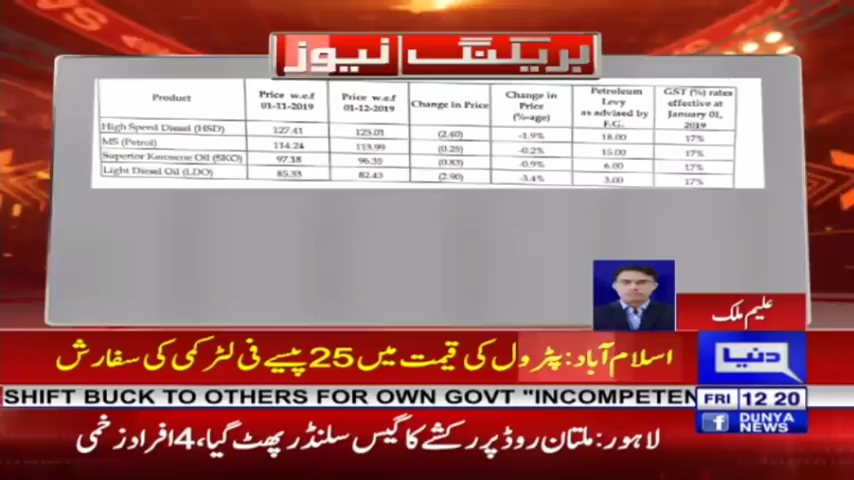 بریکنگ نیوز
Product Price w.e.f 01-11-2019 Price w.e.f 01-12-2019 Change in Price Change in Price (%-age) Petroleum Levy as advised by F.G. GST (%) rates effective at January 01, 2019
High Speed Diesel (HSD) 127.41 125.01 (2.40) -1.9% 18.00 17%
MS (Petrol) 114.24 113.99 (0.25) -0.2% 15.00 17%
Superior Kerosene Oil (SKO) 97.18 96.35 (0.83) -0.9% 6.00 17%
Light Diesel Oil (LDO) 85.33 82.43 (2.90) -3.4% 3.00 17%
علیم ملک
اسلام آباد: پٹرول کی قیمت میں 25 پیسے فی لٹر کمی کی سفارش
دنیا
SHIFT BUCK TO OTHERS FOR OWN GOVT "INCOMPETEN
FRI 12 20
لاہور: ملتان روڈ پر رکشے کا گیس سلنڈر پھٹ گیا، 4 افراد زخمی
f DUNYA NEWS